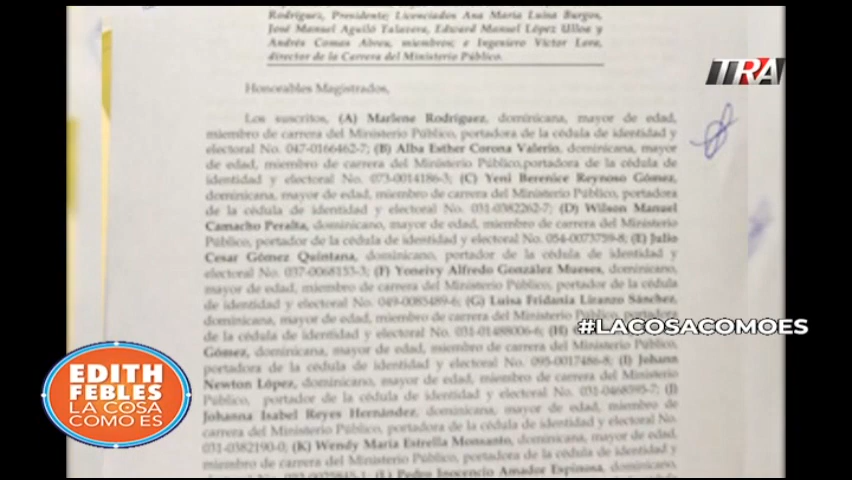 Rodríguez, Presidente; Licenciados Ana María Luisa Burgos,
José Manuel Aguiló Talavera, Edward Manuel López Ulloa y
Andrés Comas Abreu, miembros; e Ingeniero Víctor Lora,
director de la Carrera del Ministerio Público.
Honorables Magistrados,
Los suscritos, (A) Marlene Rodríguez, dominicana, mayor de edad,
miembro de carrera del Ministerio Público, portadora de la cédula de identidad y
electoral No. 047-0166462-7; (B) Alba Esther Corona Valerio, dominicana, mayor
de edad, miembro de carrera del Ministerio Público,portadora de la cédula de
identidad y electoral No. 073-0014186-3; (C) Yeni Berenice Reynoso Gómez,
dominicana, mayor de edad, miembro de carrera del Ministerio Público, portadora
de la cédula de identidad y electoral No. 031-0382262-7; (D) Wilson Manuel
Camacho Peralta, dominicano, mayor de edad, miembro de carrera del Ministerio
Público, portador de la cédula de identidad y electoral No. 054-0073759-8; (E) Julio
Cesar Gómez Quintana, dominicano, portador de la cédula de identidad y
electoral No. 037-0068153-3; (F) Yoneivy Alfredo González Mueses, dominicano,
mayor de edad, miembro de carrera del Ministerio Público, portador de la cédula
de identidad y electoral No. 049-0085489-6; (G) Luisa Fridania Liranzo Sánchez,
dominicana, mayor de edad, miembro de carrera del Ministerio Público, portadora
de la cédula de identidad y electoral No. 031-01488006-6; (H)
Gómez, dominicana, mayor de edad, miembro de carrera del Ministerio Público,
portadora de la cédula de identidad y electoral No. 095-0017486-8; (I) Johann
Newton López, dominicano, mayor de edad, miembro de carrera del Ministerio
Público, portador de la cédula de identidad y electoral No. 031-0468595-7; (J)
Johanna Isabel Reyes Hernández, dominicana, mayor de edad, miembro de
carrera del Ministerio Público, portadora de la cédula de identidad y electoral No.
031-0382190-0; (K) Wendy María Estrella Monsanto, dominicana, mayor de edad,
miembro de carrera del Ministerio Público, portadora de la cédula de identidad y
electoral No. (L) Pedro Inocencio Amador Espinosa, dominicano,
TRA
#LACOSACOMOES
EDITH
FEBLES
LA COSA
COMO ES